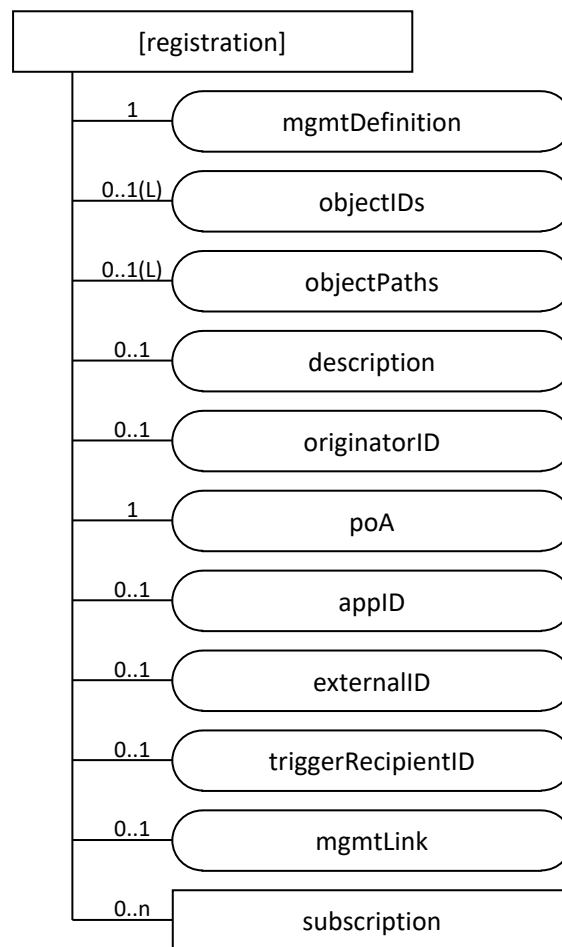 [registration]
1
mgmtDefinition
0..1(L)
objectIDs
0..1(L)
objectPaths
0..1
description
0..1
originatorID
1
poA
0..1
appID
0..1
externalID
0..1
triggerRecipientID
0..1
mgmtLink
0..n
subscription